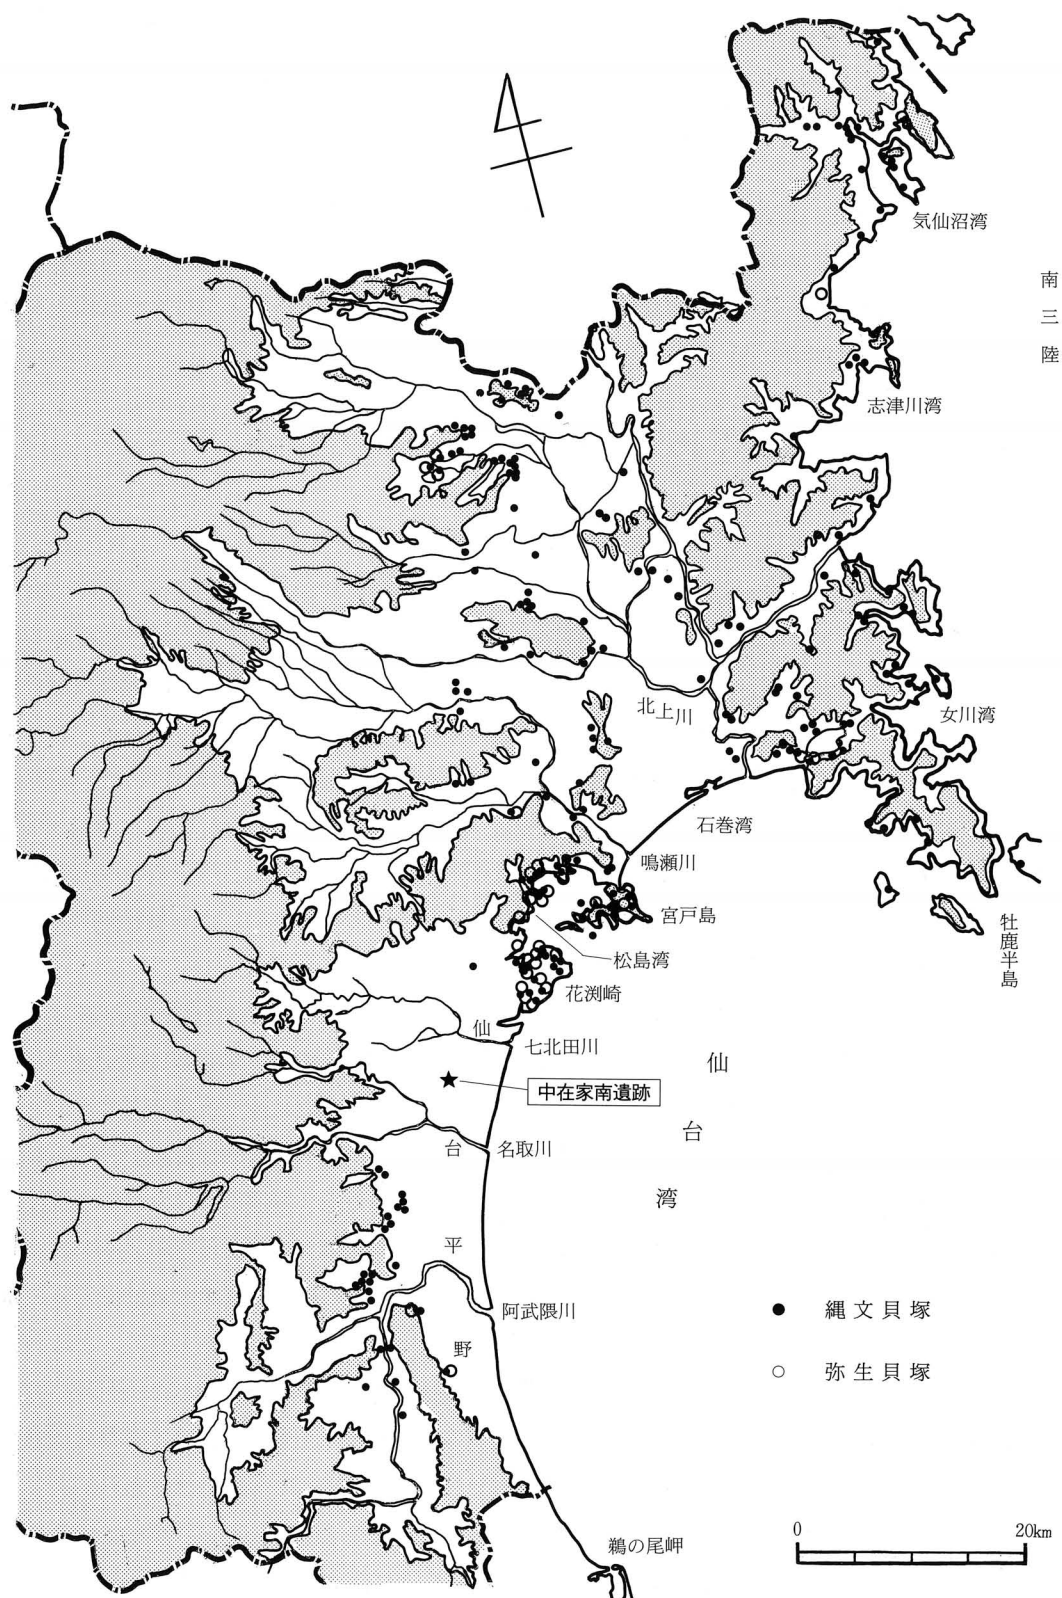 気仙沼湾
南三陸
志津川湾
北上川
女川湾
石巻湾
鳴瀬川
宮戸島
牡鹿半島
松島湾
花渕崎
七北田川
中在家南遺跡
名取川
仙台湾
仙台平野
阿武隈川
縄文貝塚
弥生貝塚
鵜の尾岬
0 20km